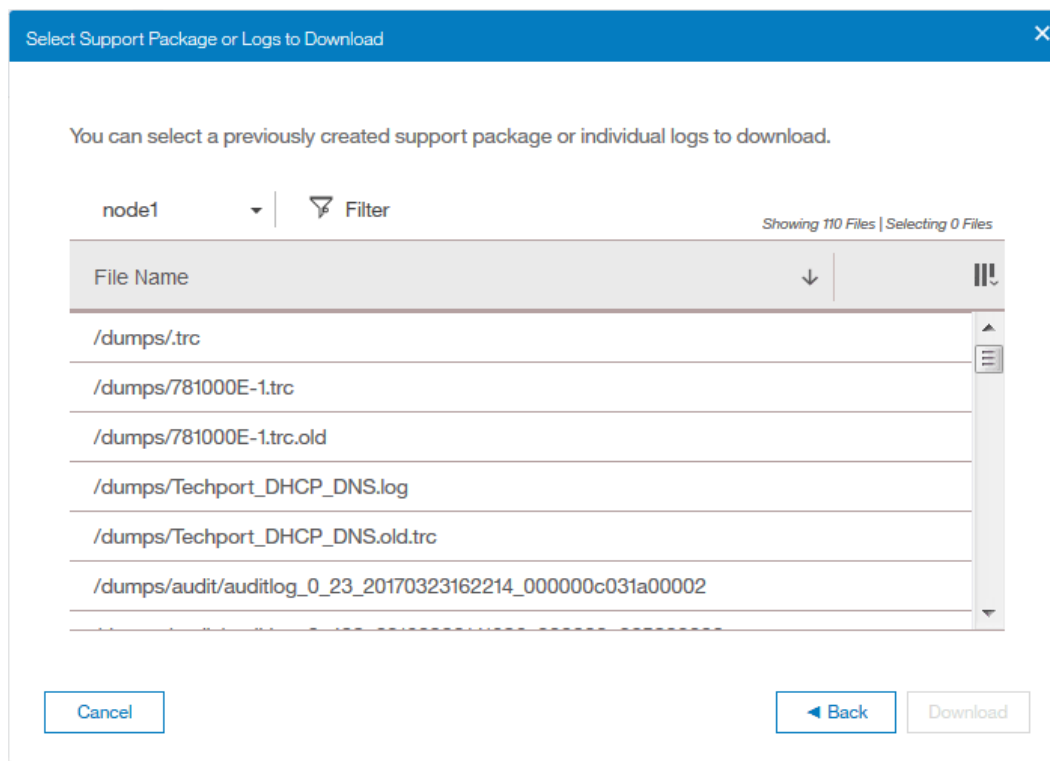 Select Support Package or Logs to Download
You can select a previously created support package or individual logs to download.
node1 Filter
Showing 110 Files | Selecting 0 Files
File Name
/dumps/.trc
/dumps/781000E-1.trc
/dumps/781000E-1.trc.old
/dumps/Techport_DHCP_DNS.log
/dumps/Techport_DHCP_DNS.old.trc
/dumps/audit/auditlog_0_23_20170323162214_000000c031a00002
Cancel Back Download